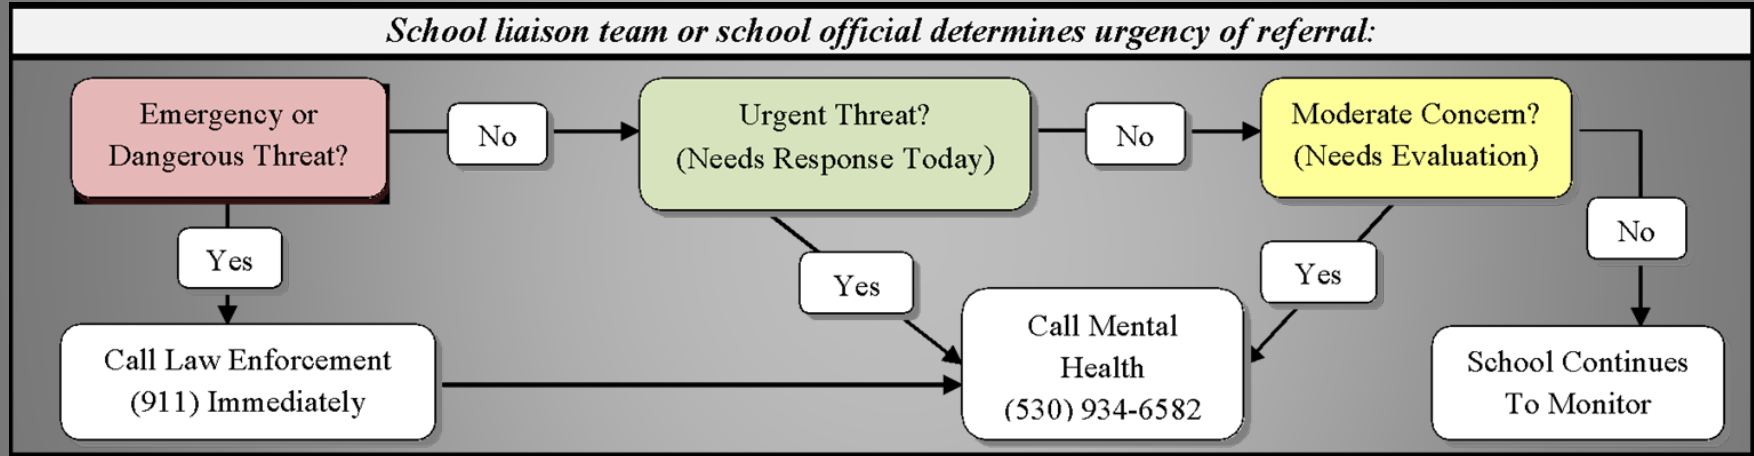 School liaison team or school official determines urgency of referral:
Emergency or
Dangerous Threat?
No
Urgent Threat?
(Needs Response Today)
No
Moderate Concern?
(Needs Evaluation)
Yes
Yes
Yes
No
Call Law Enforcement
(911) Immediately
Call Mental
Health
(530) 934-6582
School Continues
To Monitor